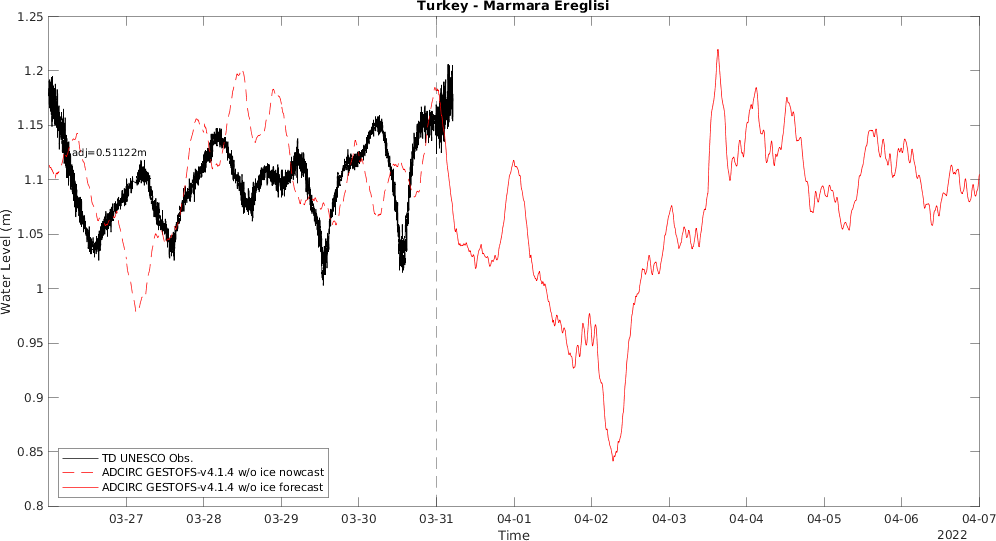 Turkey - Marmara Ereglisi
1.25
1.2
1.15
1.1
1.05
1
0.95
0.9
0.85
0.8
Water Level (m)
adj=0.51122m
TD UNESCO Obs.
ADCIRC GESTOFS-v4.1.4 w/o ice nowcast
ADCIRC GESTOFS-v4.1.4 w/o ice forecast
03-27 03-28 03-29 03-30 03-31 04-01 04-02 04-03 04-04 04-05 04-06 04-07
Time
2022